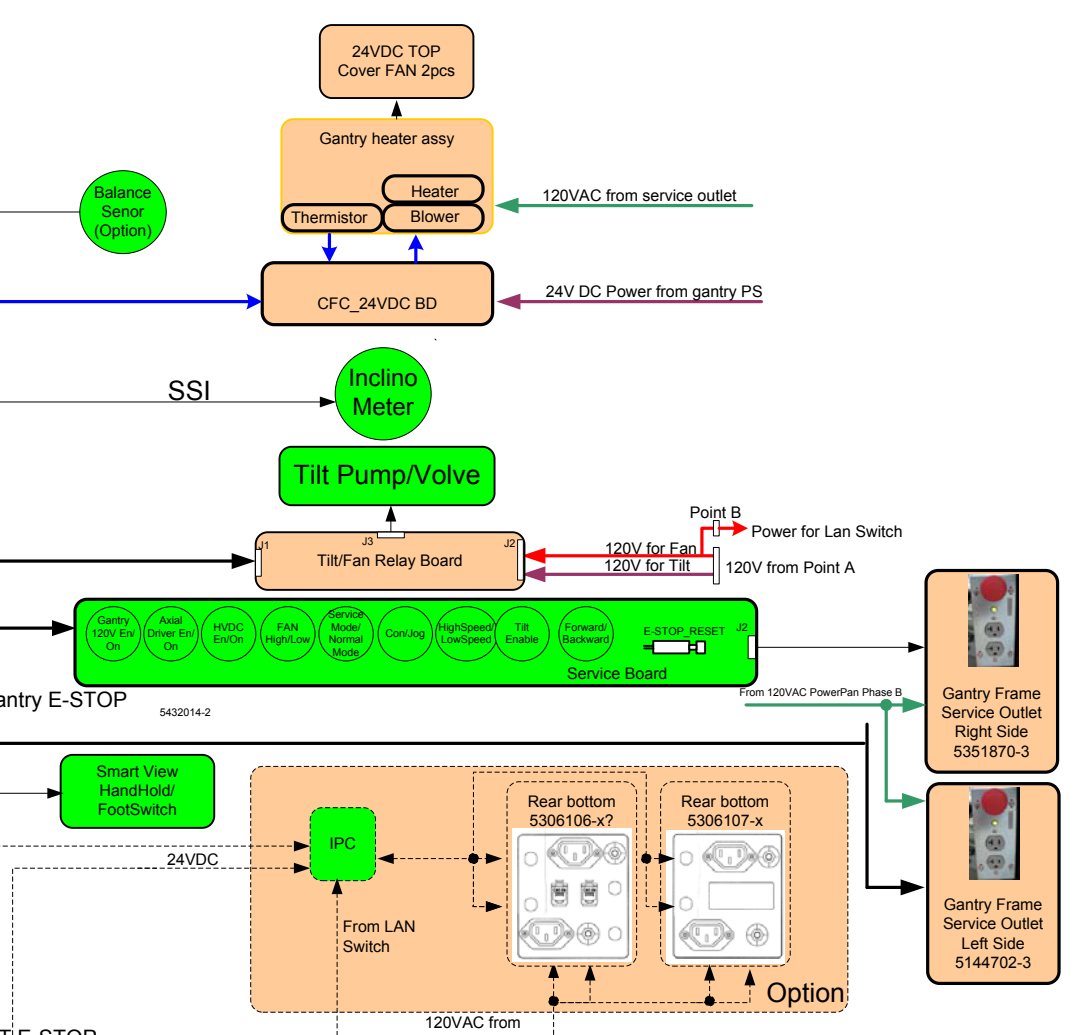 24VDC TOP
Cover FAN 2pcs
Gantry heater assy
Heater
Thermistor
Blower
120VAC from service outlet
Balance
Senor
(Option)
CFC_24VDC BD
24V DC Power from gantry PS
SSI
Inclino
Meter
Tilt Pump/Volve
Point B
Power for Lan Switch
J1
J3
J2
Tilt/Fan Relay Board
120V for Fan
120V for Tilt
120V from Point A
Gantry
120V En/
On
Axial
Driver En/
On
HVDC
En/On
FAN
High/Low
Service
Mode/
Normal
Mode
Con/Jog
HighSpeed/
LowSpeed
Tilt
Enable
Forward/
Backward
E-STOP_RESET
J2
Service Board
antry E-STOP
5432014-2
From 120VAC PowerPan Phase B
Gantry Frame
Service Outlet
Right Side
5351870-3
Smart View
HandHold/
FootSwitch
IPC
24VDC
From LAN
Switch
Rear bottom
5306106-x?
Rear bottom
5306107-x
Option
Gantry Frame
Service Outlet
Left Side
5144702-3
120VAC from